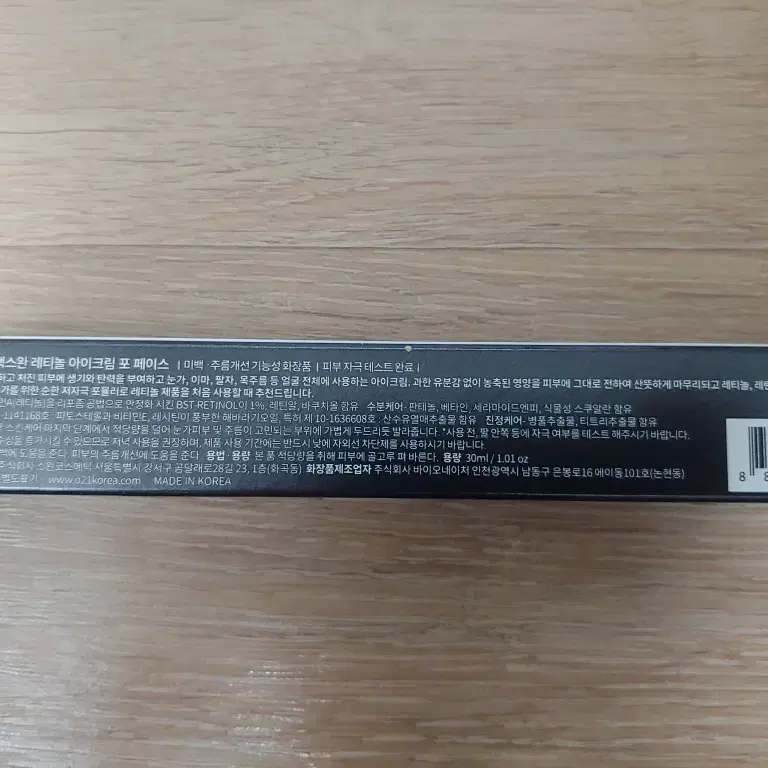 백스완 레티놀 아이크림 포 페이스 | 미백 · 주름개선 기능성 화장품 | 피부 자극 테스트 완료 |
하고 처진 피부에 생기와 탄력을 부여하고 눈가, 이마, 팔자, 목주름 등 얼굴 전체에 사용하는 아이크림. 과한 유분감 없이 농축된 영양을 피부에 그대로 전하여 산뜻하게 마무리되고 레티놀, 레틴
가를 위한 순한 저자극 포뮬러로 레티놀 제품을 처음 사용할 때 추천드립니다.
민A(레티놀)을 리포좀 공법으로 안정화 시킨 BST-RETINOL이 1%, 레틴알, 바쿠치올 함유 수분케어- 판테놀, 베타인, 세라마이드엔피, 식물성 스쿠알란 함유
피토스테롤과 비타민E, 레시틴이 풍부한 해바라기오일, 특허 제 10-1636608호 산수유열매추출물 함유 진정케어- 병풀추출물, 티트리추출물 함유
스킨케어 마지막 단계에서 적당량을 덜어 눈가피부 및 주름이 고민되는 부위에 가볍게 두드리듯 발라줍니다. *사용 전, 팔 안쪽 등에 자극 여부를 테스트 해주시기 바랍니다.
수성을 증가시킬 수 있으므로 저녁 사용을 권장하며, 제품 사용 기간에는 반드시 낮에 자외선 차단제를 사용하시기 바랍니다.
백에 도움을 준다. 피부의 주름개선에 도움을 준다. 용법 · 용량 본 품 적당량을 취해 피부에 골고루 펴 바른다. 용량 30ml / 1.01 oz
주식회사 스완코스메틱 서울특별시 강서구 곰달래로28길 23, 1층(화곡동) 화장품제조업자 주식회사 바이오네이처 인천광역시 남동구 은봉로16 에이동101호(논현동)
별도표기 www.o21korea.com MADE IN KOREA
8 8